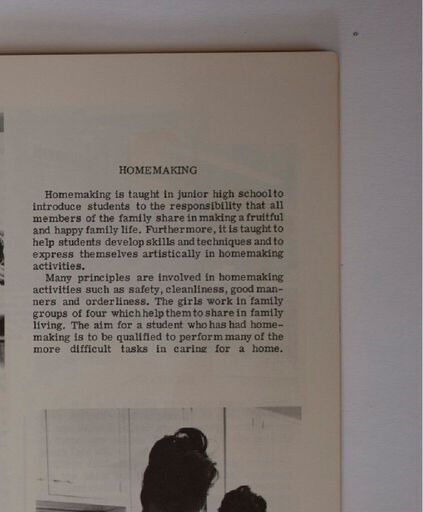 HOMEMAKING
Homemaking is taught in junior high school to
introduce students to the responsibility that all
members of the family share in making a fruitful
and happy family life. Furthermore, it is taught to
help students develop skills and techniques and to
express themselves artistically in homemaking
activities.
Many principles are involved in homemaking
activities such as safety, cleanliness, good man-
ners and orderliness. The girls work in family
groups of four which help them to share in family
living. The aim for a student who has had home-
making is to be qualified to perform many of the
more difficult tasks in caring for a home.